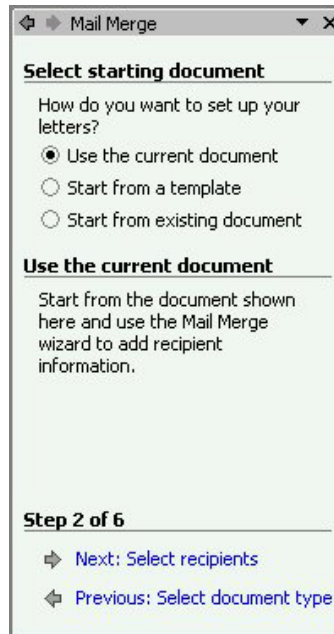 Mail Merge
Select starting document
How do you want to set up your
letters?
Use the current document
Start from a template
Start from existing document
Use the current document
Start from the document shown
here and use the Mail Merge
wizard to add recipient
information.
Step 2 of 6
Next: Select recipients
Previous: Select document type